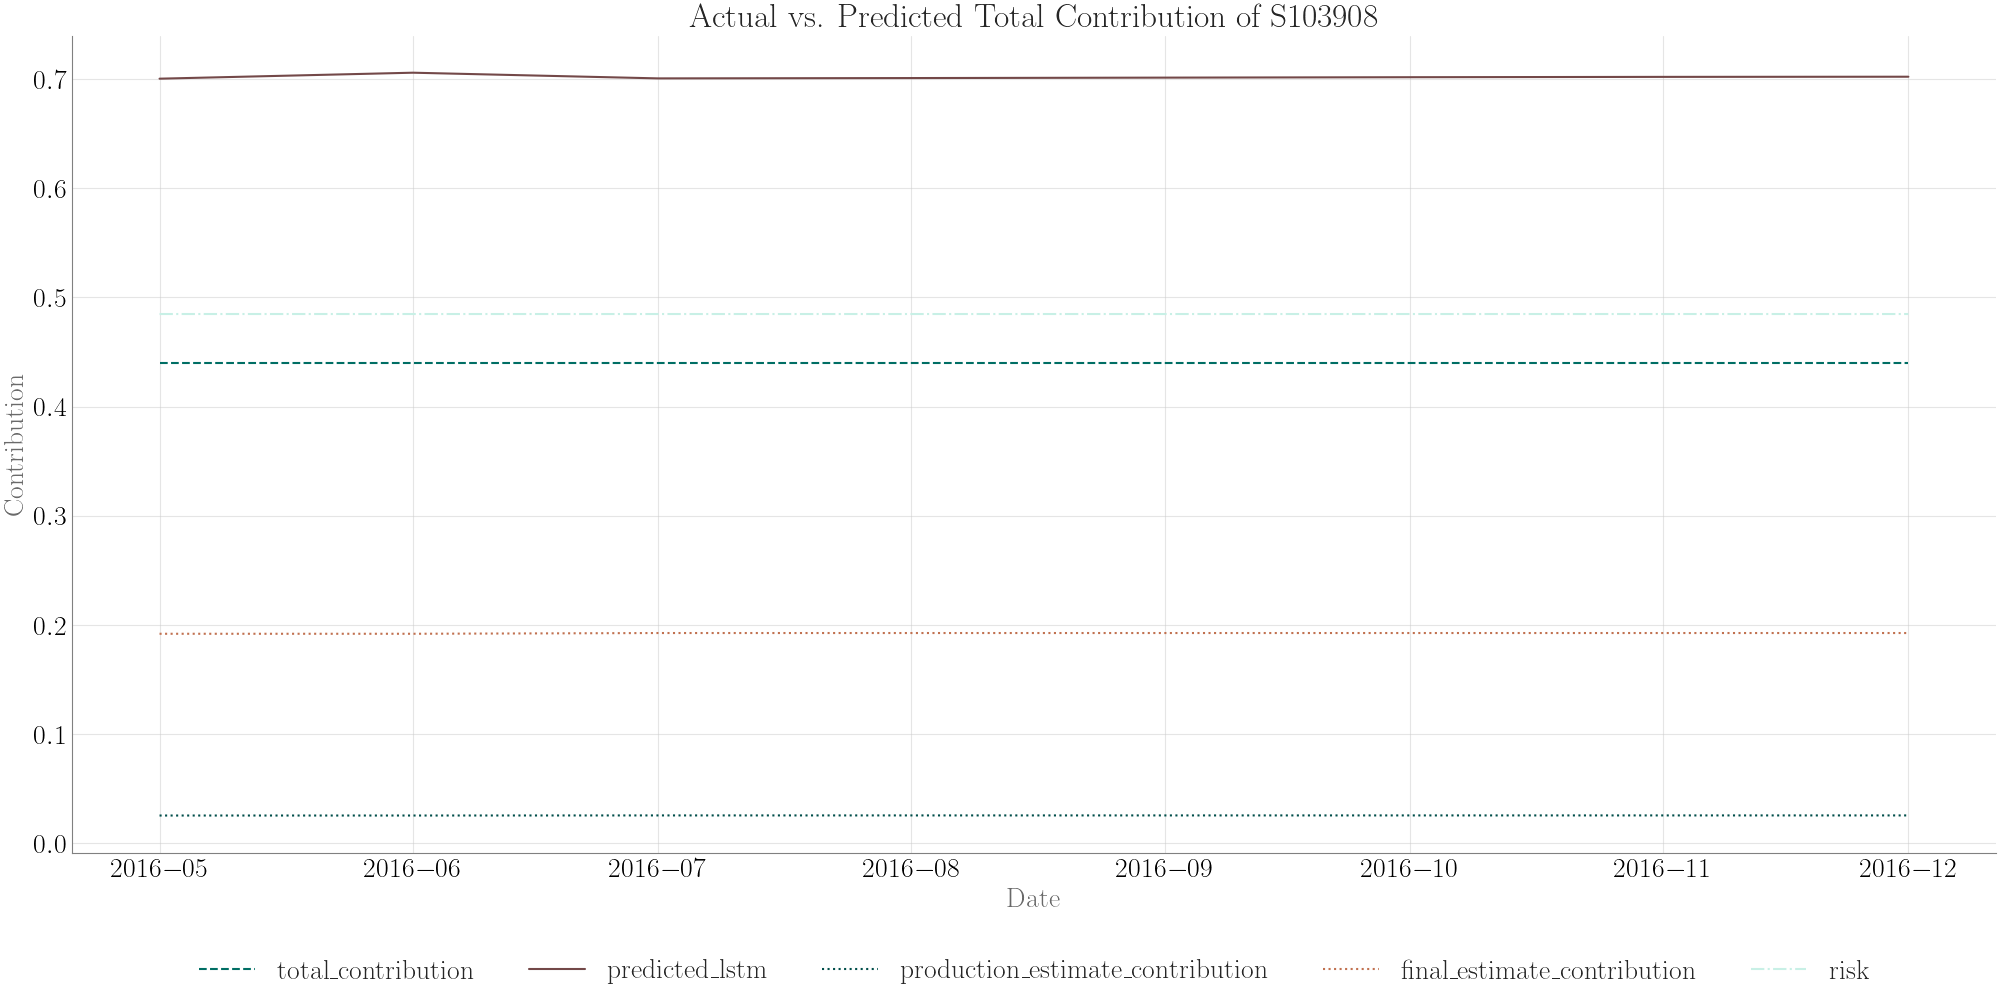 Actual vs. Predicted Total Contribution of S103908
0.7
0.6
0.5
0.4
0.3
0.2
0.1
0.0
Contribution
2016–05 2016–06 2016–07 2016–08 2016–09 2016–10 2016–11 2016–12
Date
total_contribution predicted_lstm production_estimate_contribution final_estimate_contribution risk